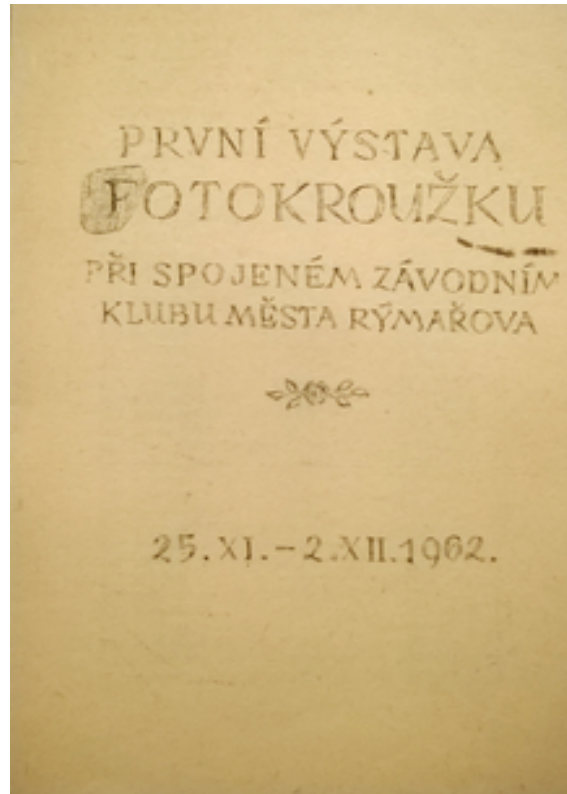 PRVNÍ VÝSTAVA
FOTOKROUŽKU
PŘI SPOJENÉM ZÁVODNÍM
KLUBU MĚSTA RÝMAŘOVA
25.XI.-2.XII.1962.